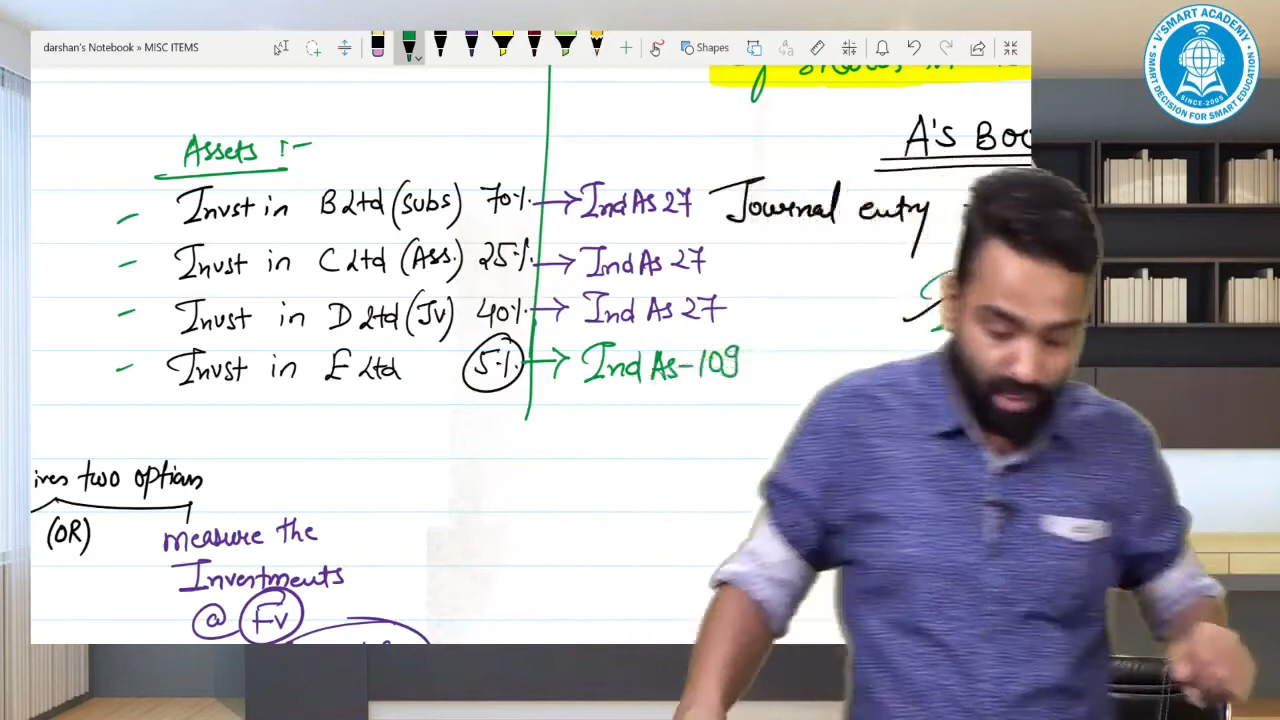 darshan's Notebook » MISC ITEMS
Shapes
V'SMART ACADEMY
SMART DECISION FOR SMART EDUCATION
SINCE-2005
A's Boo
Assets :-
- Invst in B Ltd (subs) 70% → Ind As 27
Journal entry
- Invst in C Ltd (Ass.) 25% → Ind As 27
- Invst in D Ltd (Jv) 40% → Ind As 27
- Invst in E Ltd 5% → Ind As-109
ives two options
(OR)
measure the
Investments
@ Fv